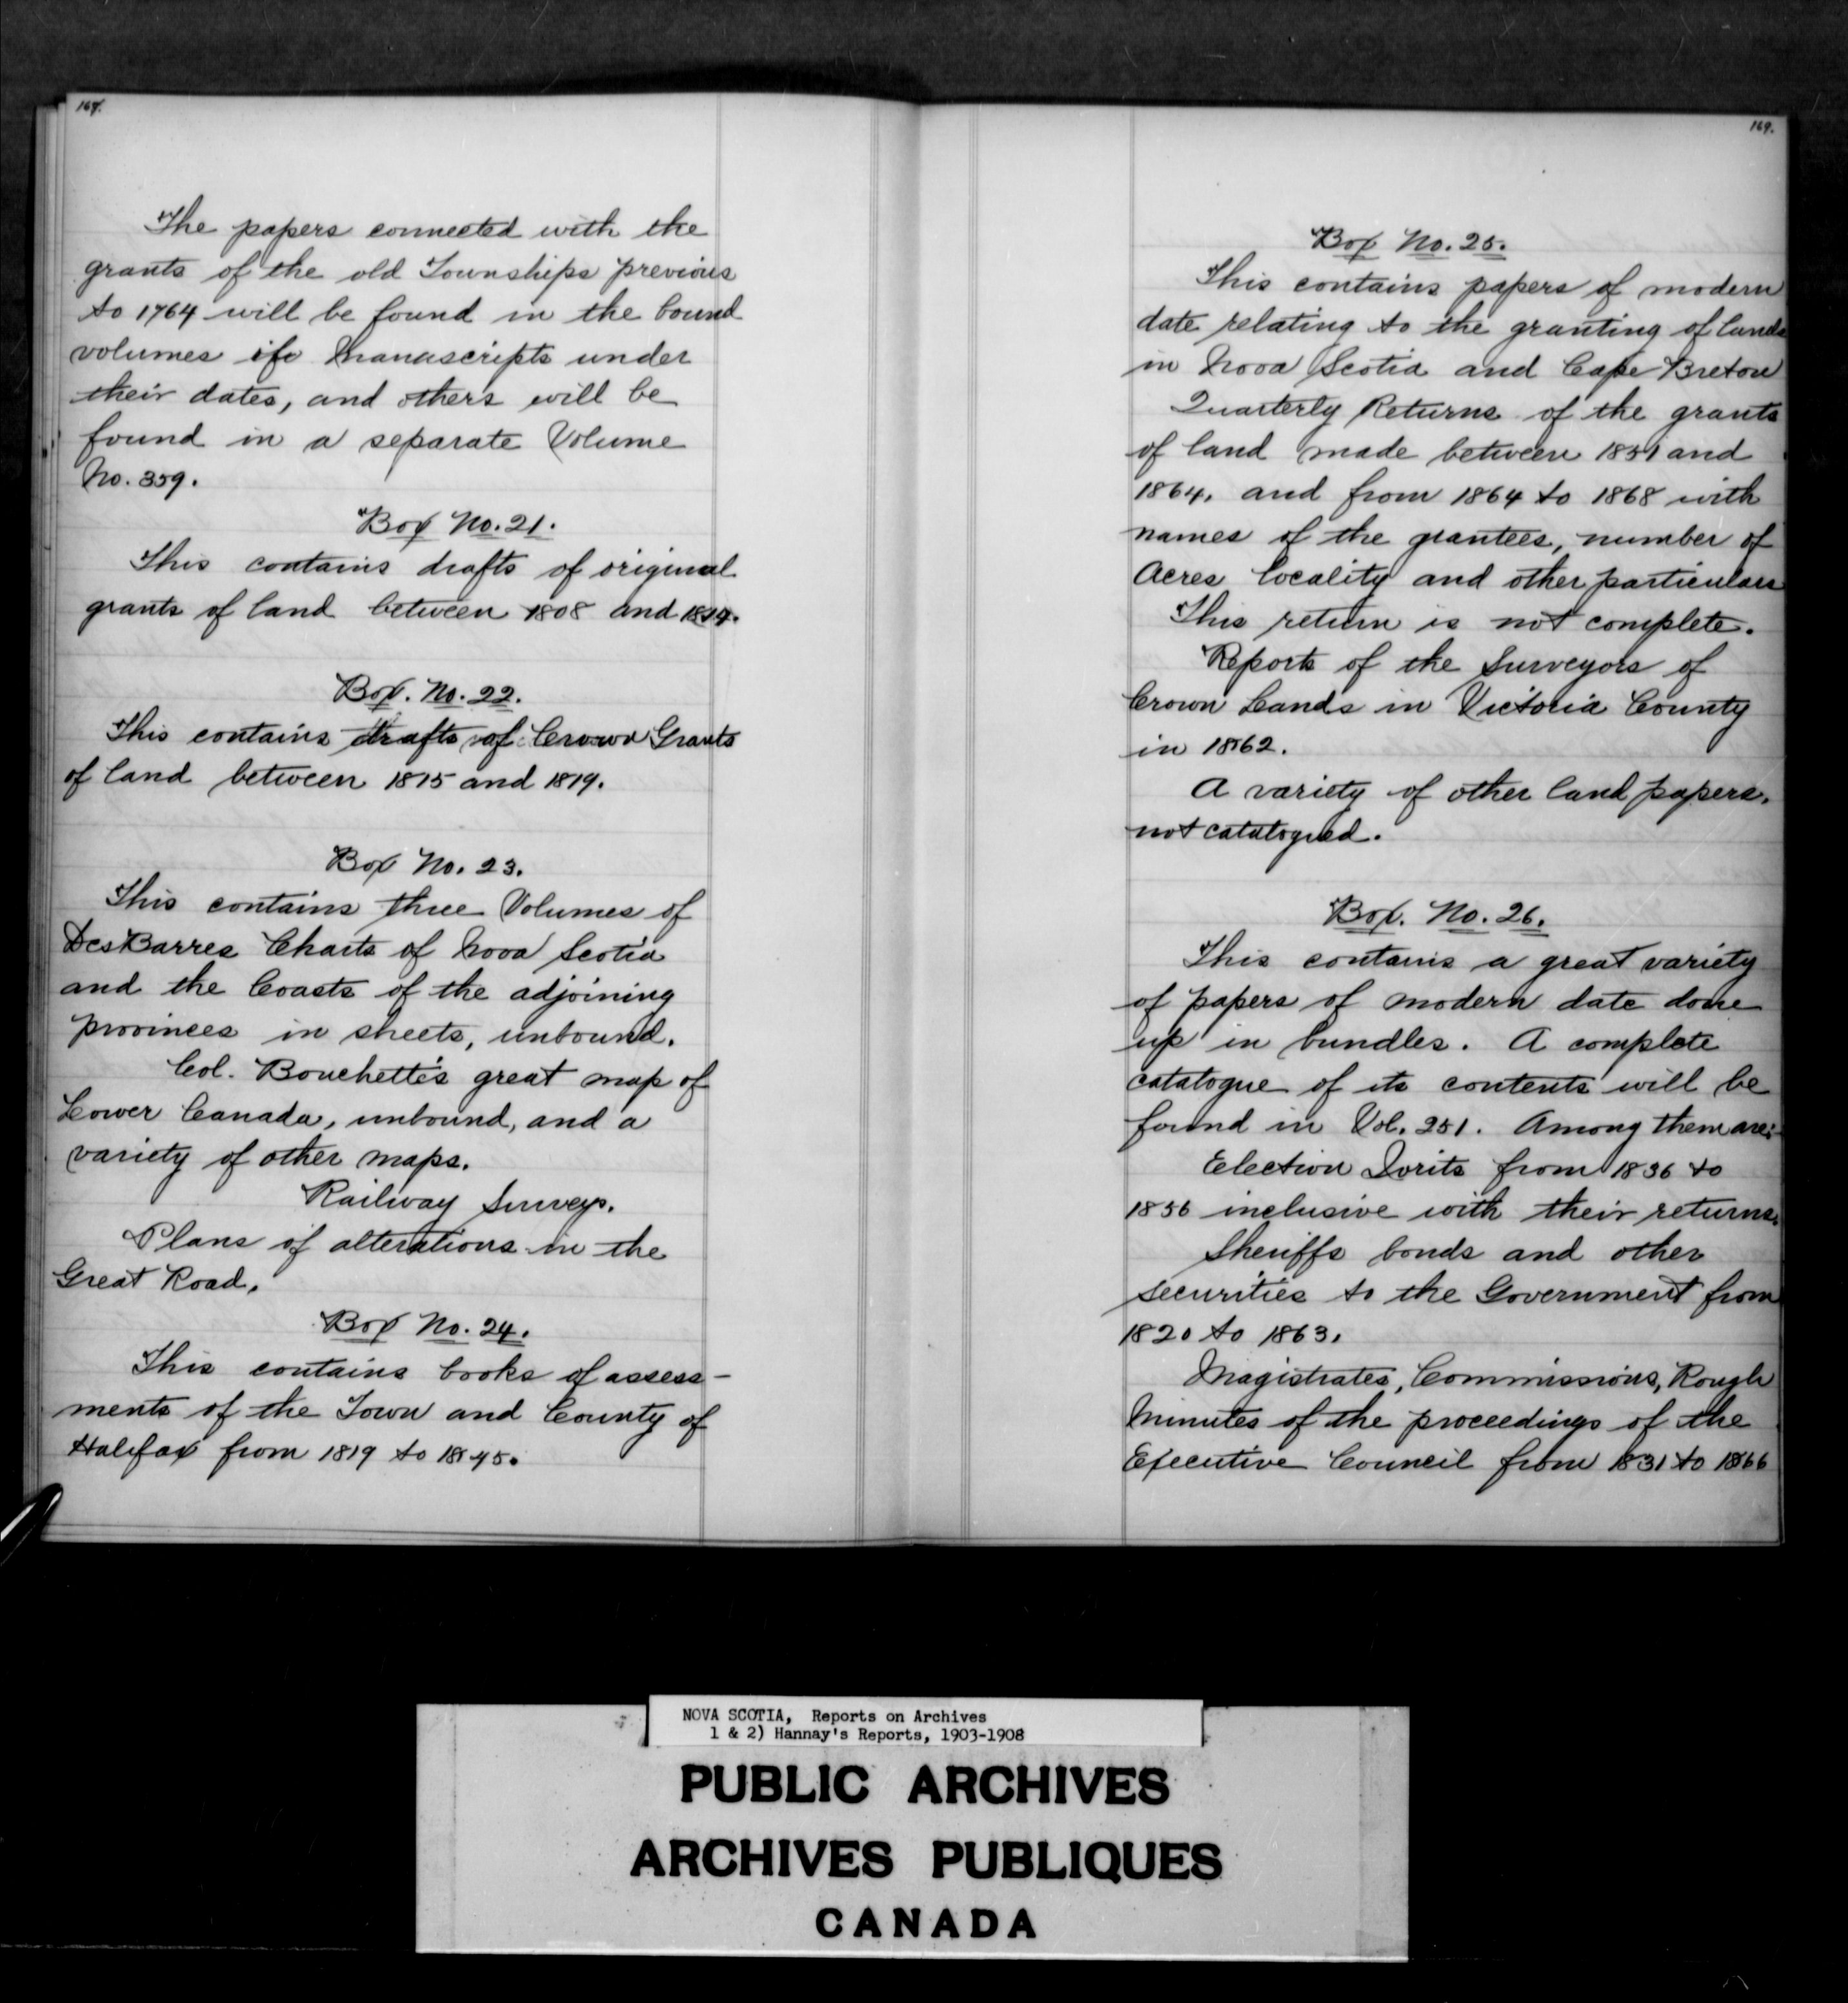 The papers connected with the
grants of the old Townships previous
to 1764 will be found in the bound
volumes of Manuscripts under
their dates, and others will be
found in a separate Volume
No. 359.
Box No. 21.
This contains drafts of original
grants of land between 1808 and 1814.
Box. No. 22.
This contains drafts of Crown Grants
of land between 1815 and 1819.
Box No. 23.
This contains three Volumes of
DesBarres Charts of Nova Scotia
and the Coasts of the adjoining
provinces in sheets, unbound.
Col. Bouchette's great map of
Lower Canada, unbound, and a
variety of other maps.
Railway Surveys.
Plans of alterations in the
Great Road.
Box No. 24.
This contains books of assess-
ments of the Town and County of
Halifax from 1819 to 1845.
169.
Box No. 25.
This contains papers of modern
date relating to the granting of lands
in Nova Scotia and Cape Breton
Quarterly Returns of the grants
of land made between 1851 and
1864. and from 1864 to 1868 with
names of the grantees, number of
Acres locality and other particulars
This return is not complete.
Reports of the Surveyors of
Crown Lands in Victoria County
in 1862.
A variety of other land papers.
not catalogued.
Box. No. 26.
This contains a great variety
of papers of modern date done
up in bundles. A complete
catalogue of its contents will be
found in Vol. 251. Among them are:-
Election Writs from 1836 to
1856 inclusive with their returns.
Sheriffs bonds and other
securities to the Government from
1820 to 1863.
Magistrates, Commissions, Rough
Minutes of the proceedings of the
Executive Council from 1831 to 1866
NOVA SCOTIA, Reports on Archives
1 & 2) Hannay's Reports, 1903-1908
PUBLIC ARCHIVES
ARCHIVES PUBLIQUES
CANADA